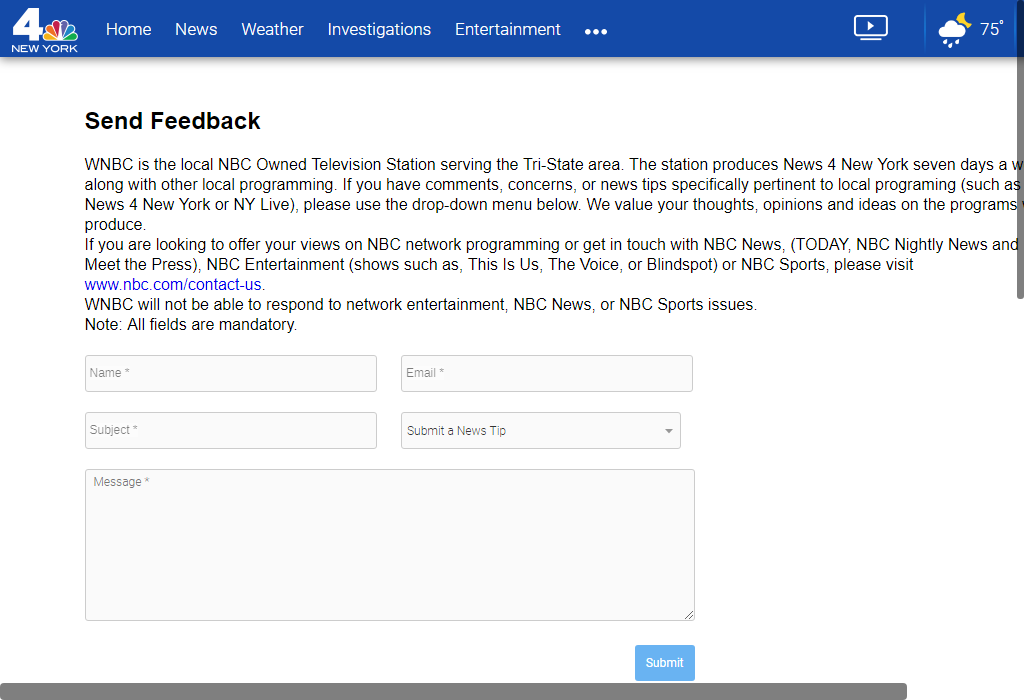 4
NEW YORK
Home News Weather Investigations Entertainment
75°
Send Feedback
WNBC is the local NBC Owned Television Station serving the Tri-State area. The station produces News 4 New York seven days a
along with other local programming. If you have comments, concerns, or news tips specifically pertinent to local programing (such as
News 4 New York or NY Live), please use the drop-down menu below. We value your thoughts, opinions and ideas on the programs
produce.
If you are looking to offer your views on NBC network programming or get in touch with NBC News, (TODAY, NBC Nightly News and
Meet the Press), NBC Entertainment (shows such as, This Is Us, The Voice, or Blindspot) or NBC Sports, please visit
www.nbc.com/contact-us.
WNBC will not be able to respond to network entertainment, NBC News, or NBC Sports issues.
Note: All fields are mandatory.
Name * Email *
Subject * Submit a News Tip
Message *
Submit